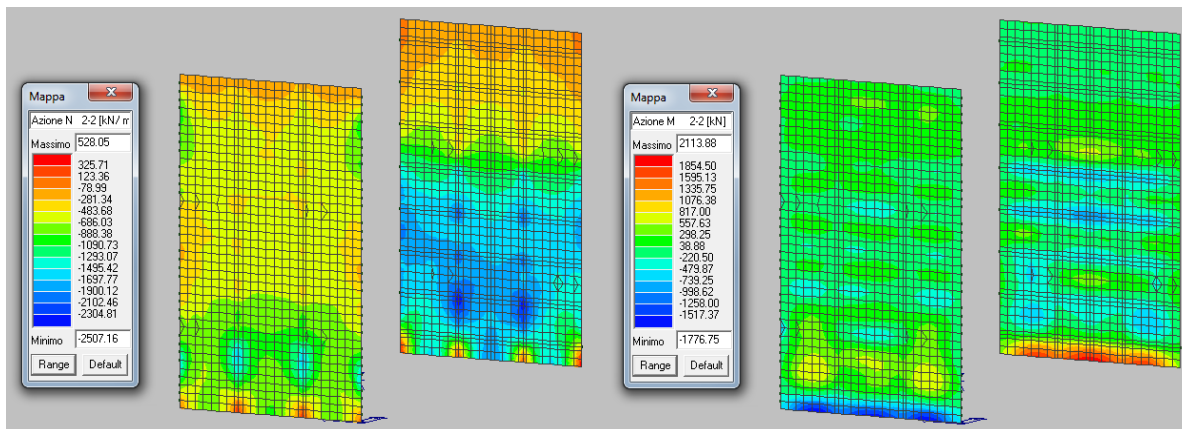 Mappa
Azione N 2-2 [kN/ m
Massimo 528.05
325.71
123.36
-78.99
-281.34
-483.68
-686.03
-888.38
-1090.73
-1293.07
-1495.42
-1697.77
-1900.12
-2102.46
-2304.81
Minimo -2507.16
Range Default
Mappa
Azione M 2-2 [kN]
Massimo 2113.88
1854.50
1595.13
1335.75
1076.38
817.00
557.63
298.25
38.88
-220.50
-479.87
-739.25
-998.62
-1258.00
-1517.37
Minimo -1776.75
Range Default